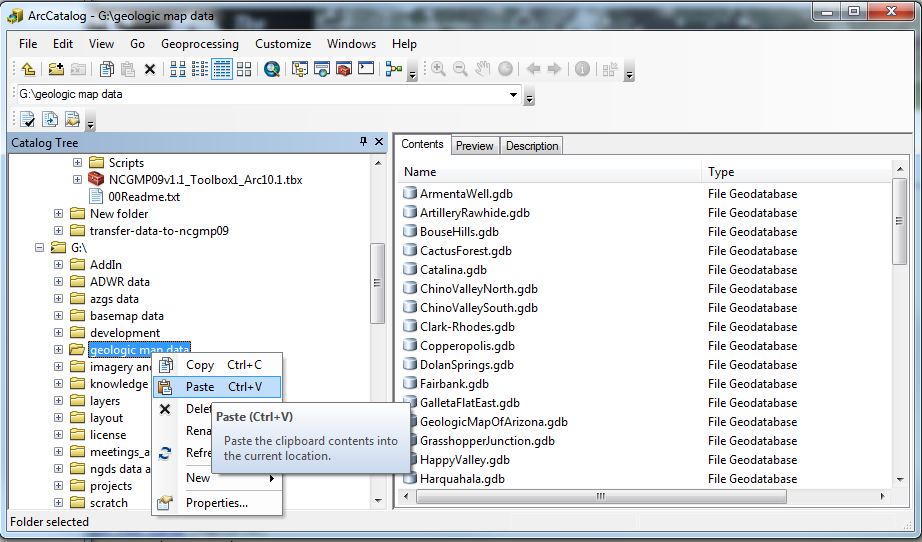 ArcCatalog - G:\geologic map data
File Edit View Go Geoprocessing Customize Windows Help
G:\geologic map data
Catalog Tree
Scripts
NCGMP09v1.1_Toolbox1_Arc10.1.tbx
00Readme.txt
New folder
transfer-data-to-ncgmp09
G:\
AddIn
ADWR data
azgs data
basemap data
development
geologic map data
imagery an
knowledge
layers
layout
license
meetings_a
ngds data a
projects
scratch
Copy Ctrl+C
Paste Ctrl+V
Delet
Rena
Refre
New
Properties...
Paste (Ctrl+V)
Paste the clipboard contents into
the current location.
Contents Preview Description
Name Type
ArmentaWell.gdb File Geodatabase
ArtilleryRawhide.gdb File Geodatabase
BouseHills.gdb File Geodatabase
CactusForest.gdb File Geodatabase
Catalina.gdb File Geodatabase
ChinoValleyNorth.gdb File Geodatabase
ChinoValleySouth.gdb File Geodatabase
Clark-Rhodes.gdb File Geodatabase
Copperopolis.gdb File Geodatabase
DolanSprings.gdb File Geodatabase
Fairbank.gdb File Geodatabase
GalletaFlatEast.gdb File Geodatabase
GeologicMapOfArizona.gdb File Geodatabase
GrasshopperJunction.gdb File Geodatabase
HappyValley.gdb File Geodatabase
Harquahala.gdb File Geodatabase
Folder selected